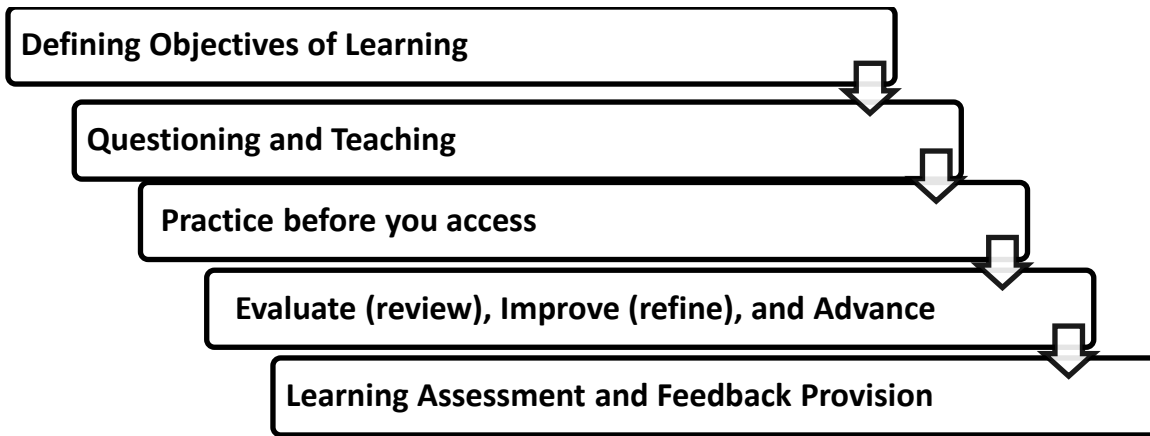 Defining Objectives of Learning
Questioning and Teaching
Practice before you access
Evaluate (review), Improve (refine), and Advance
Learning Assessment and Feedback Provision